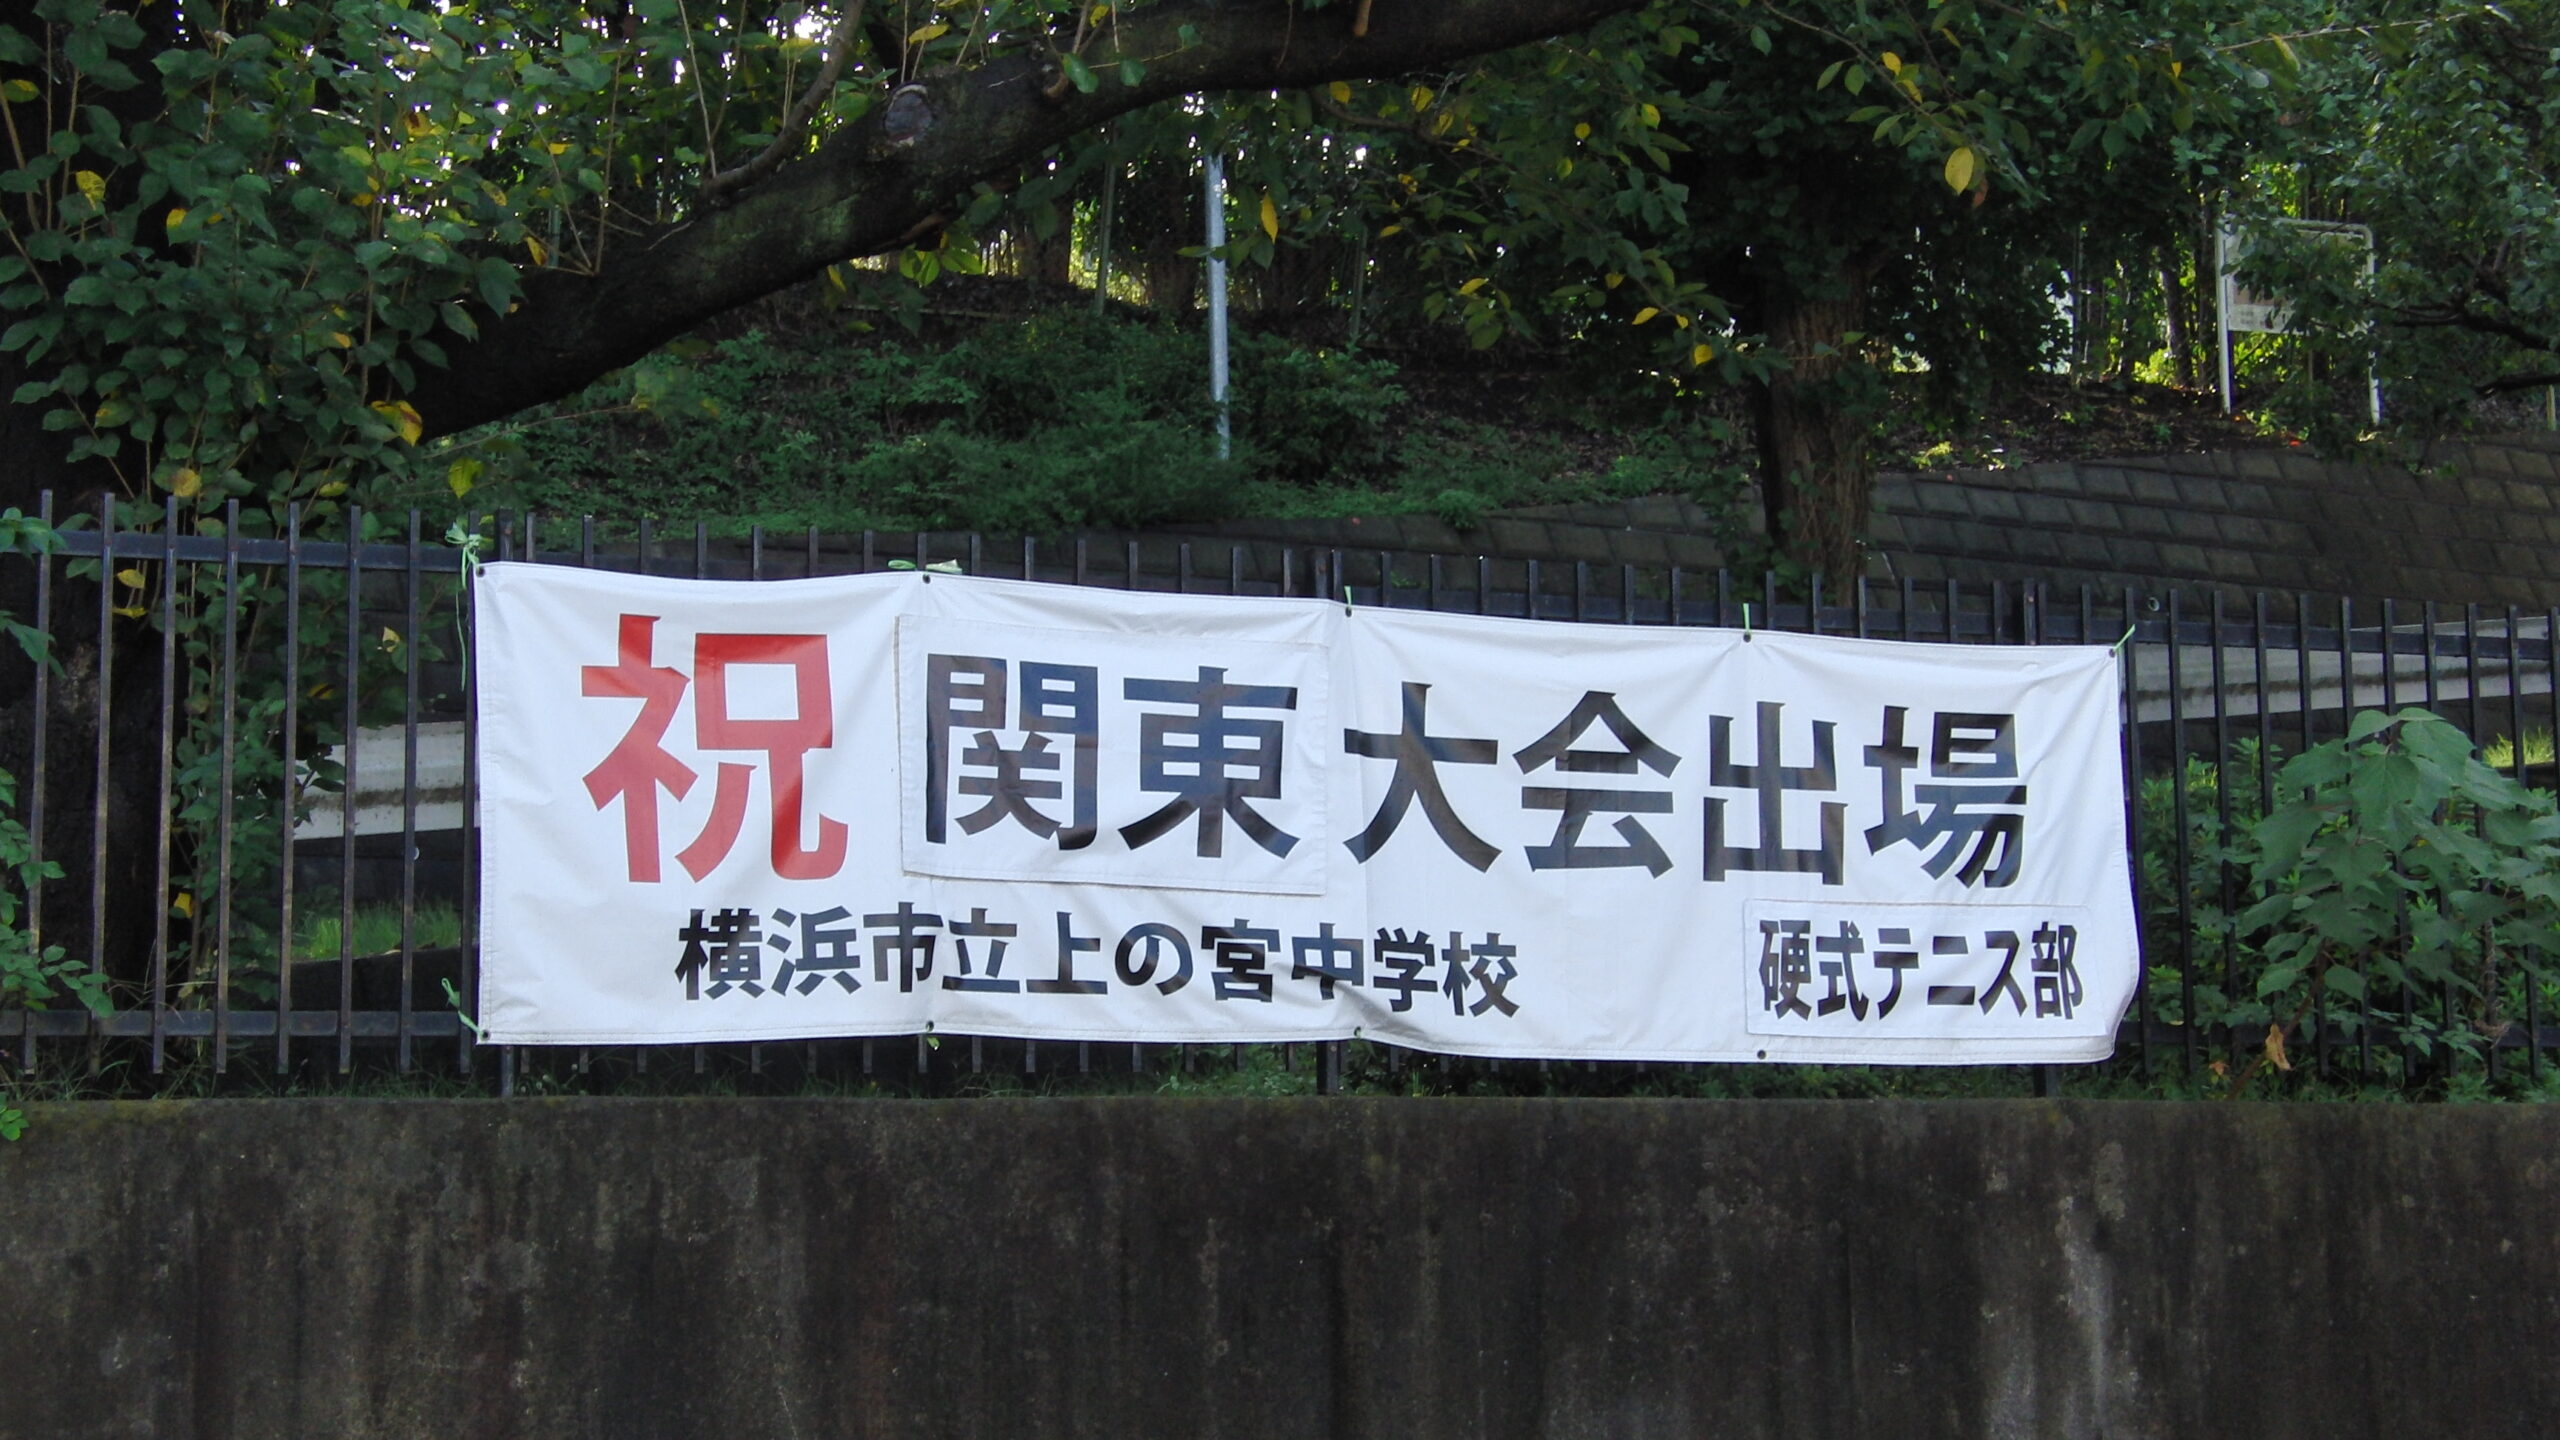 祝 関東大会出場
横浜市立上の宮中学校 硬式テニス部